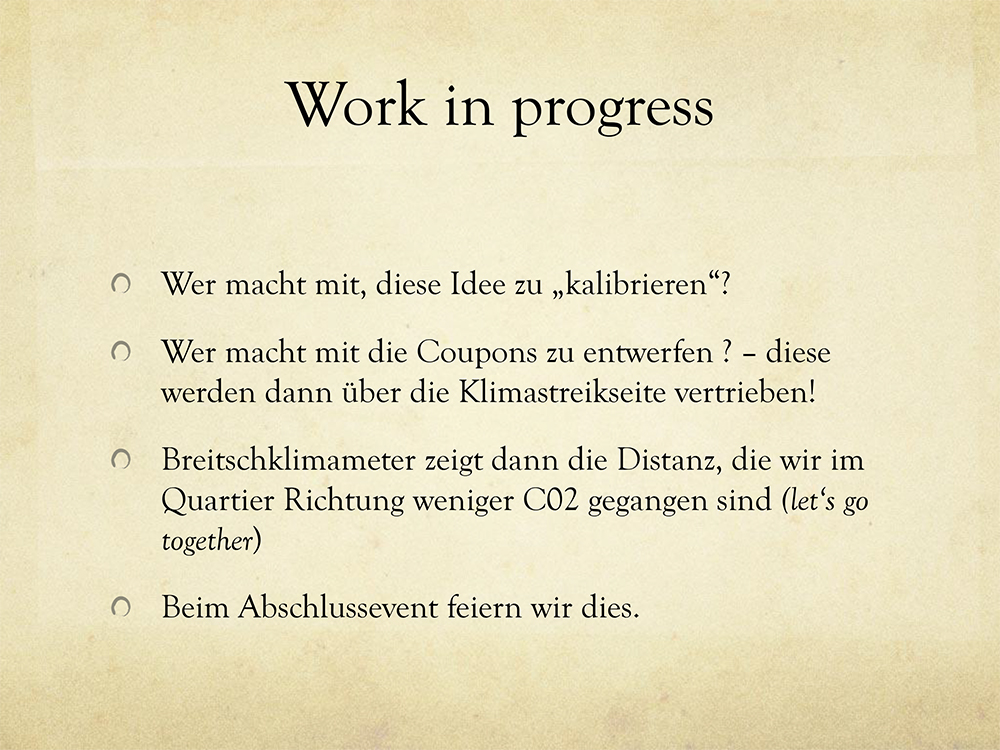 Work in progress
Wer macht mit, diese Idee zu „kalibrieren“?
Wer macht mit die Coupons zu entwerfen ? – diese
werden dann über die Klimastreikseite vertrieben!
Breitschklimameter zeigt dann die Distanz, die wir im
Quartier Richtung weniger C02 gegangen sind (let‘s go
together)
Beim Abschlussevent feiern wir dies.